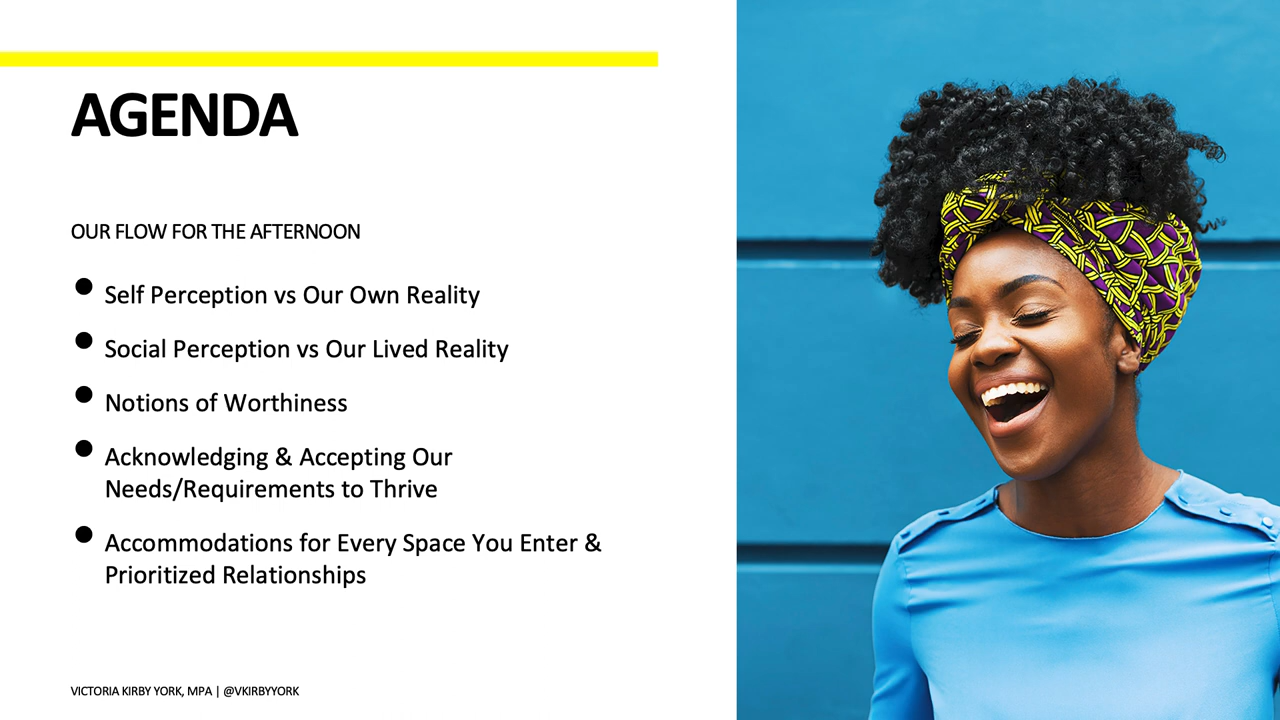 AGENDA
OUR FLOW FOR THE AFTERNOON
Self Perception vs Our Own Reality
Social Perception vs Our Lived Reality
Notions of Worthiness
Acknowledging & Accepting Our
Needs/Requirements to Thrive
Accommodations for Every Space You Enter &
Prioritized Relationships
VICTORIA KIRBY YORK, MPA | @VKIRBYYORK